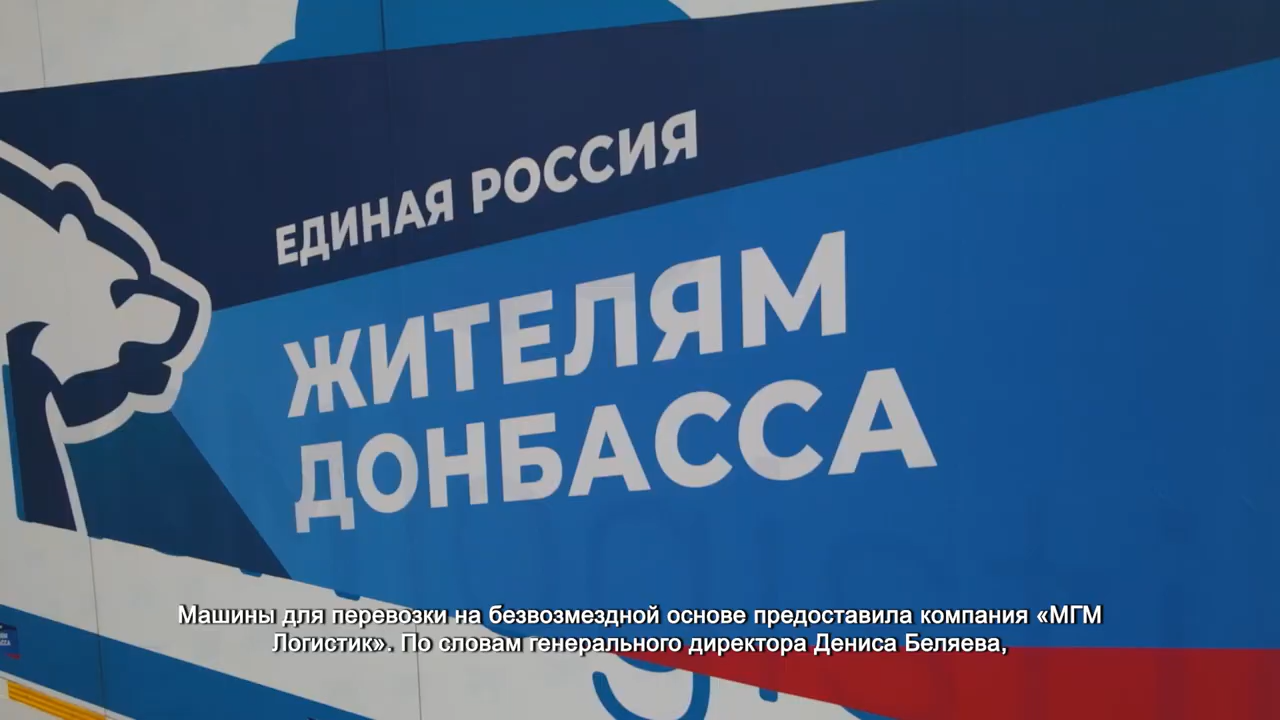 ЕДИНАЯ РОССИЯ
ЖИТЕЛЯМ
ДОНБАССА
Машины для перевозки на безвозмездной основе предоставила компания «МГМ
Логистик». По словам генерального директора Дениса Беляева,